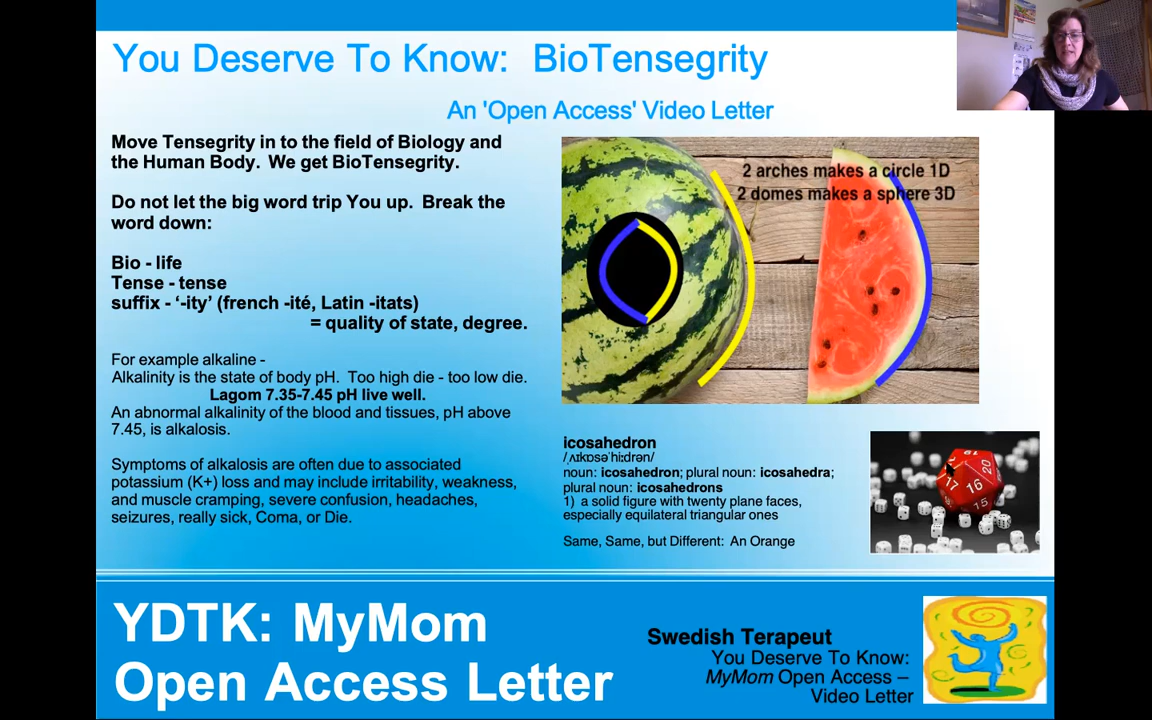 You Deserve To Know:  BioTensegrity
An 'Open Access' Video Letter
Move Tensegrity in to the field of Biology and
the Human Body.  We get BioTensegrity.
Do not let the big word trip You up.  Break the
word down:
Bio - life
Tense - tense
suffix - ‘-ity’ (french -ité, Latin -itats)
= quality of state, degree.
For example alkaline -
Alkalinity is the state of body pH.  Too high die - too low die.
Lagom 7.35-7.45 pH live well.
An abnormal alkalinity of the blood and tissues, pH above
7.45, is alkalosis.
Symptoms of alkalosis are often due to associated
potassium (K+) loss and may include irritability, weakness,
and muscle cramping, severe confusion, headaches,
seizures, really sick, Coma, or Die.
2 arches makes a circle 1D
2 domes makes a sphere 3D
icosahedron
/ˌʌɪkɒsəˈhiːdrən/
noun: icosahedron; plural noun: icosahedra;
plural noun: icosahedrons
1)  a solid figure with twenty plane faces,
especially equilateral triangular ones
Same, Same, but Different:  An Orange
19
20
17
16
15
YDTK: MyMom
Open Access Letter
Swedish Terapeut
You Deserve To Know:
MyMom Open Access –
Video Letter